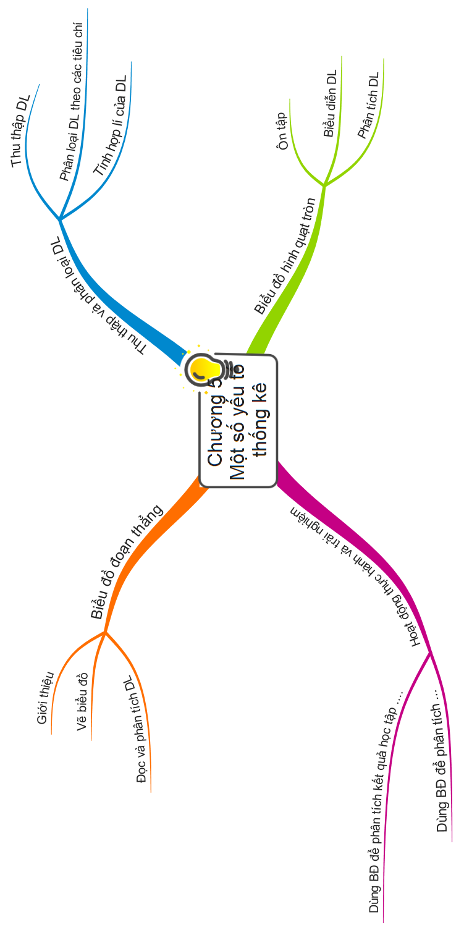 Chương 5
Một số yếu tố
thống kê
Thu thập và phân loại DL
Thu thập DL
Phân loại DL theo các tiêu chí
Tính hợp lí của DL
Biểu đồ hình quạt tròn
Ôn tập
Biểu diễn DL
Phân tích DL
Biểu đồ đoạn thẳng
Giới thiệu
Vẽ biểu đồ
Đọc và phân tích DL
Hoạt động thực hành và trải nghiệm
Dùng BĐ để phân tích kết quả học tập ....
Dùng BĐ để phân tích ...